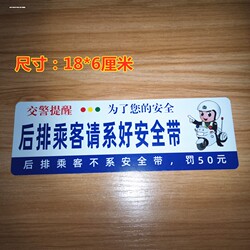 尺寸：18*6厘米
交警提醒 为了您的安全
后排乘客请系好安全带
后排乘客不系安全带，罚50元